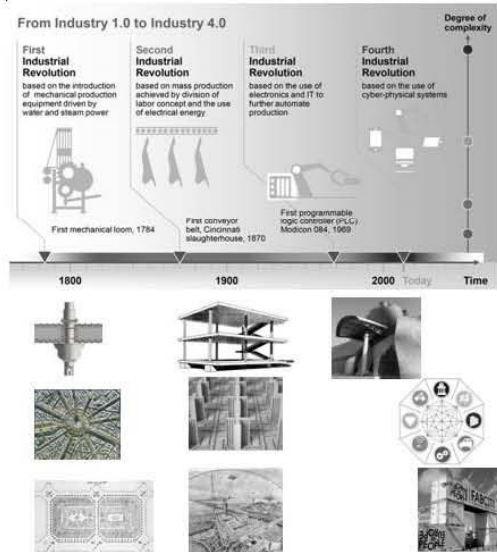 From Industry 1.0 to Industry 4.0
Degree of
complexity
First
Industrial
Revolution
based on the introduction
of mechanical production
equipment driven by
water and steam power
Second
Industrial
Revolution
based on mass production
achieved by division of
labor concept and the use
of electrical energy
Third
Industrial
Revolution
based on the use of
electronics and IT to
further automate
production
Fourth
Industrial
Revolution
based on the use of
cyber-physical systems
First mechanical loom, 1784
First conveyor
belt, Cincinnati
slaughterhouse, 1870
First programmable
logic controller (PLC)
Modicon 084, 1969
1800
1900
2000
Today
Time
PEOPLE